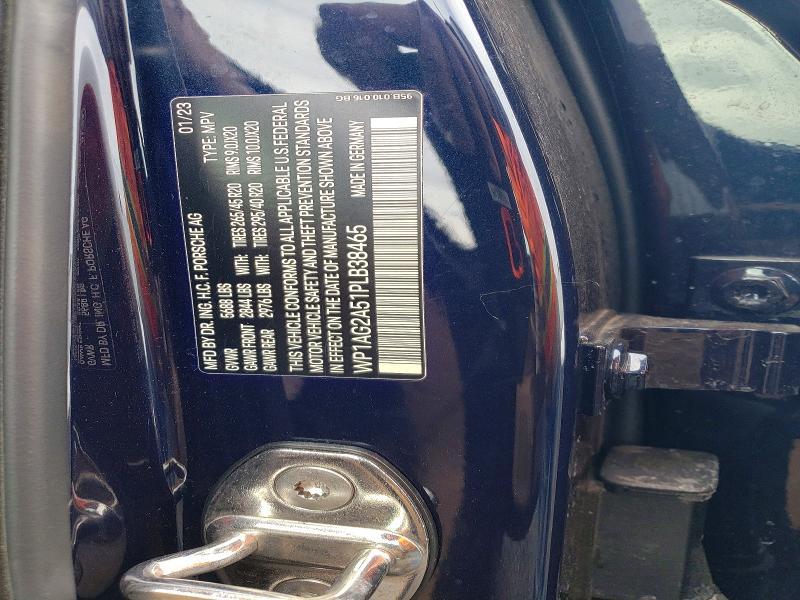 MFD BY DR. ING. H.C. F. PORSCHE AG 01/23
GVWR 5688 LBS TYPE: MPV
GAWR FRONT 2844 LBS WITH: TIRES 265/45 R20 RIMS 9.0JX20
GAWR REAR 2976 LBS WITH: TIRES 295/40 R20 RIMS 10.0JX20
THIS VEHICLE CONFORMS TO ALL APPLICABLE U.S. FEDERAL
MOTOR VEHICLE SAFETY AND THEFT PREVENTION STANDARDS
IN EFFECT ON THE DATE OF MANUFACTURE SHOWN ABOVE
WP1AG2A51PLB38465 MADE IN GERMANY
95B 010 016 BG